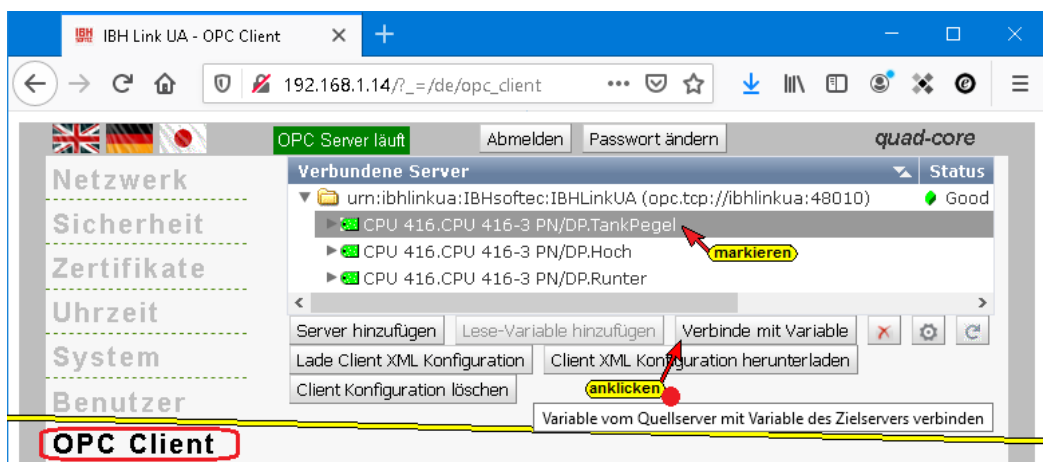 IBH Link UA - OPC Client
192.168.1.14/?_=/de/opc_client
OPC Server läuft
Abmelden
Passwort ändern
quad-core
Netzwerk
Sicherheit
Zertifikate
Uhrzeit
System
Benutzer
OPC Client
Verbundene Server
Status
urn:ibhlinkua:IBHsoftec:IBHLinkUA (opc.tcp://ibhlinkua:48010)
Good
CPU 416.CPU 416-3 PN/DP.TankPegel
markieren
CPU 416.CPU 416-3 PN/DP.Hoch
CPU 416.CPU 416-3 PN/DP.Runter
Server hinzufügen
Lese-Variable hinzufügen
Verbinde mit Variable
Lade Client XML Konfiguration
Client XML Konfiguration herunterladen
Client Konfiguration löschen
anklicken
Variable vom Quellserver mit Variable des Zielservers verbinden